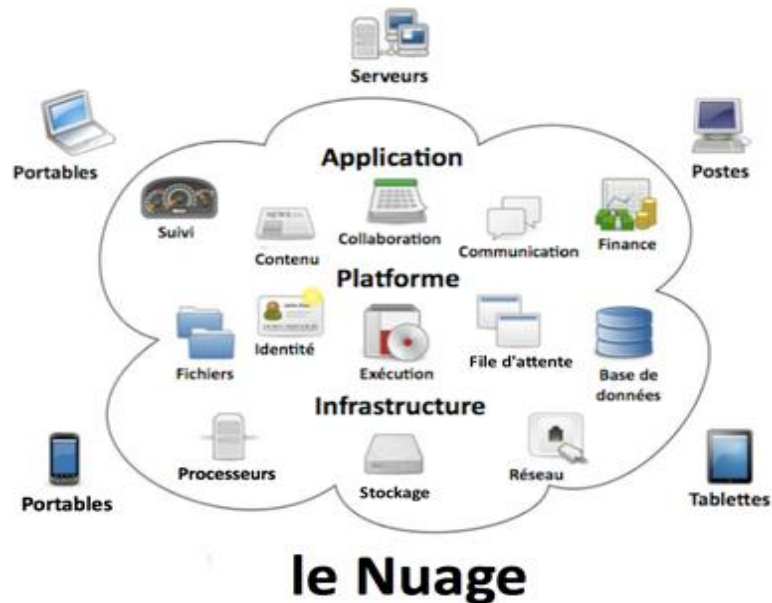 Serveurs
Portables
Postes
Application
Suivi
Contenu
Collaboration
Communication
Finance
Platforme
Fichiers
Identité
Exécution
File d'attente
Base de
données
Infrastructure
Processeurs
Stockage
Réseau
Portables
Tablettes
le Nuage